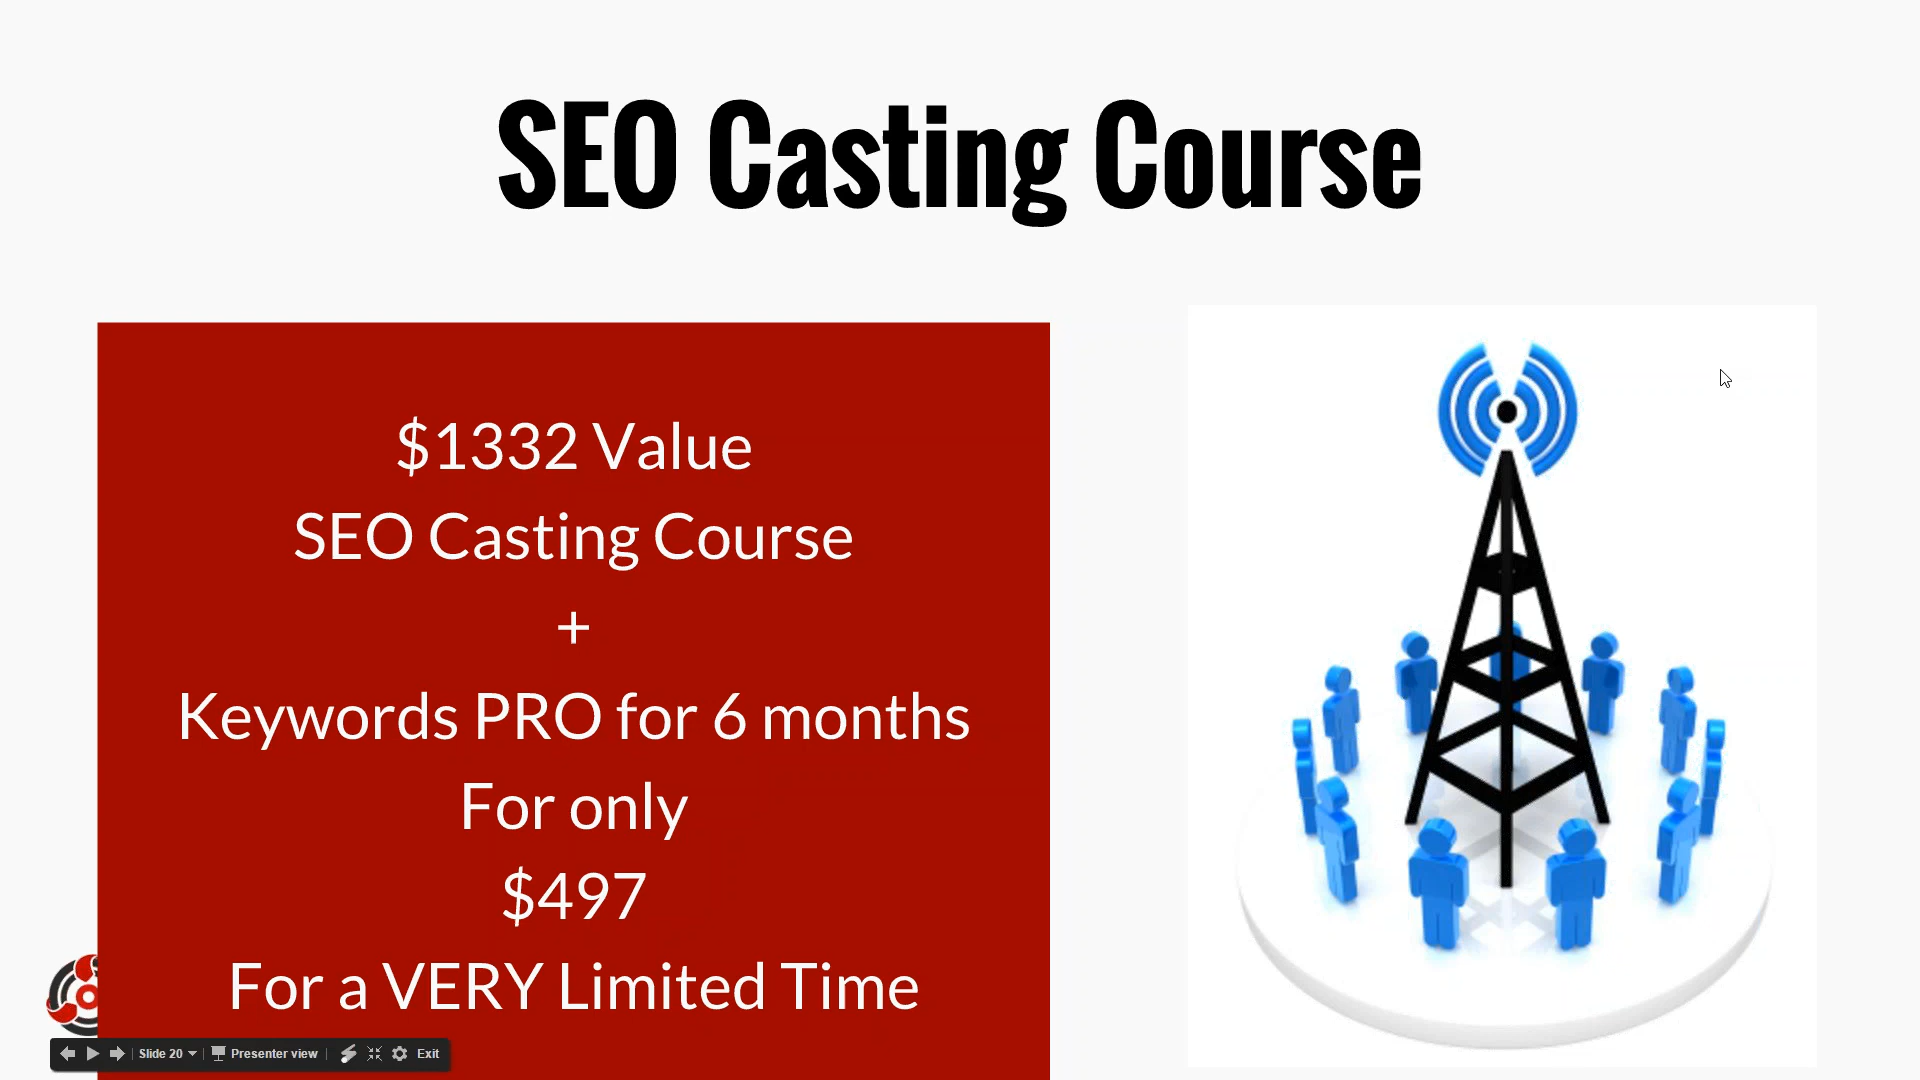 SEO Casting Course
$1332 Value
SEO Casting Course
+
Keywords PRO for 6 months
For only
$497
For a VERY Limited Time
Slide 20 Presenter view Exit